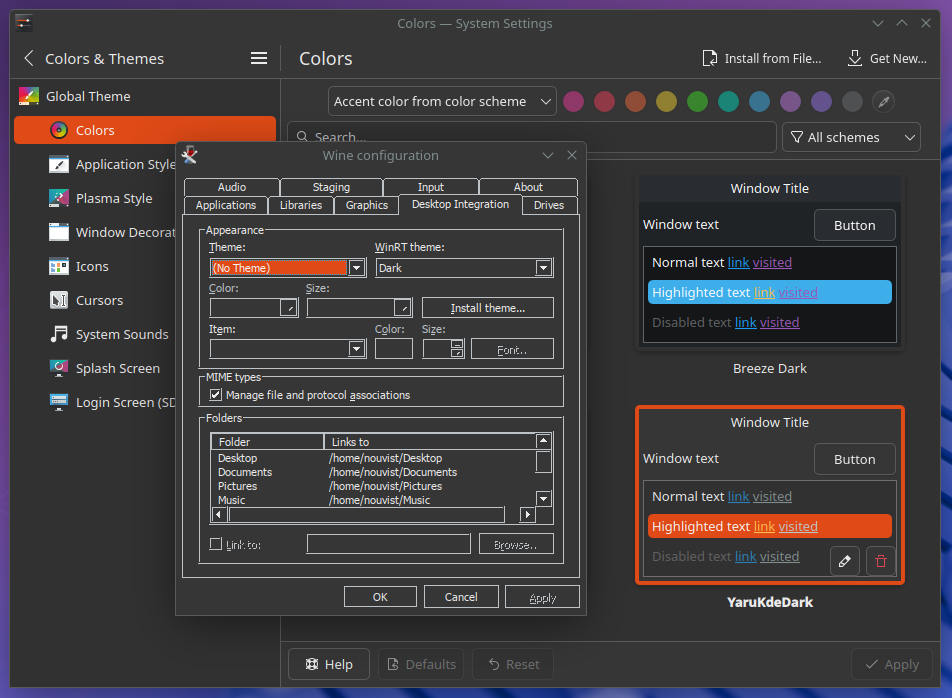 Colors — System Settings
Colors & Themes
Colors
Install from File...
Get New...
Global Theme
Colors
Application Style
Plasma Style
Window Decorat
Icons
Cursors
System Sounds
Splash Screen
Login Screen (SD
Accent color from color scheme
Search...
All schemes
Wine configuration
Audio
Staging
Input
About
Applications
Libraries
Graphics
Desktop Integration
Drives
Appearance
Theme:
WinRT theme:
(No Theme)
Dark
Color:
Size:
Install theme...
Item:
Color:
Size:
Font...
MIME types
Manage file and protocol associations
Folders
Folder
Links to
Desktop
/home/nouvist/Desktop
Documents
/home/nouvist/Documents
Pictures
/home/nouvist/Pictures
Music
/home/nouvist/Music
Link to:
Browse...
OK
Cancel
Apply
Window Title
Window text
Button
Normal text link visited
Highlighted text link visited
Disabled text link visited
Breeze Dark
Window Title
Window text
Button
Normal text link visited
Highlighted text link visited
Disabled text link visited
YaruKdeDark
Help
Defaults
Reset
Apply